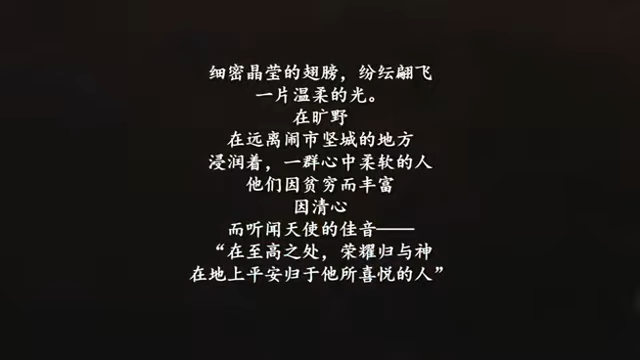 细密晶莹的翅膀，纷纭翩飞
一片温柔的光。
在旷野
在远离闹市坚城的地方
浸润着，一群心中柔软的人
他们因贫穷而丰富
因清心
而听闻天使的佳音——
“在至高之处，荣耀归与神
在地上平安归于他所喜悦的人”